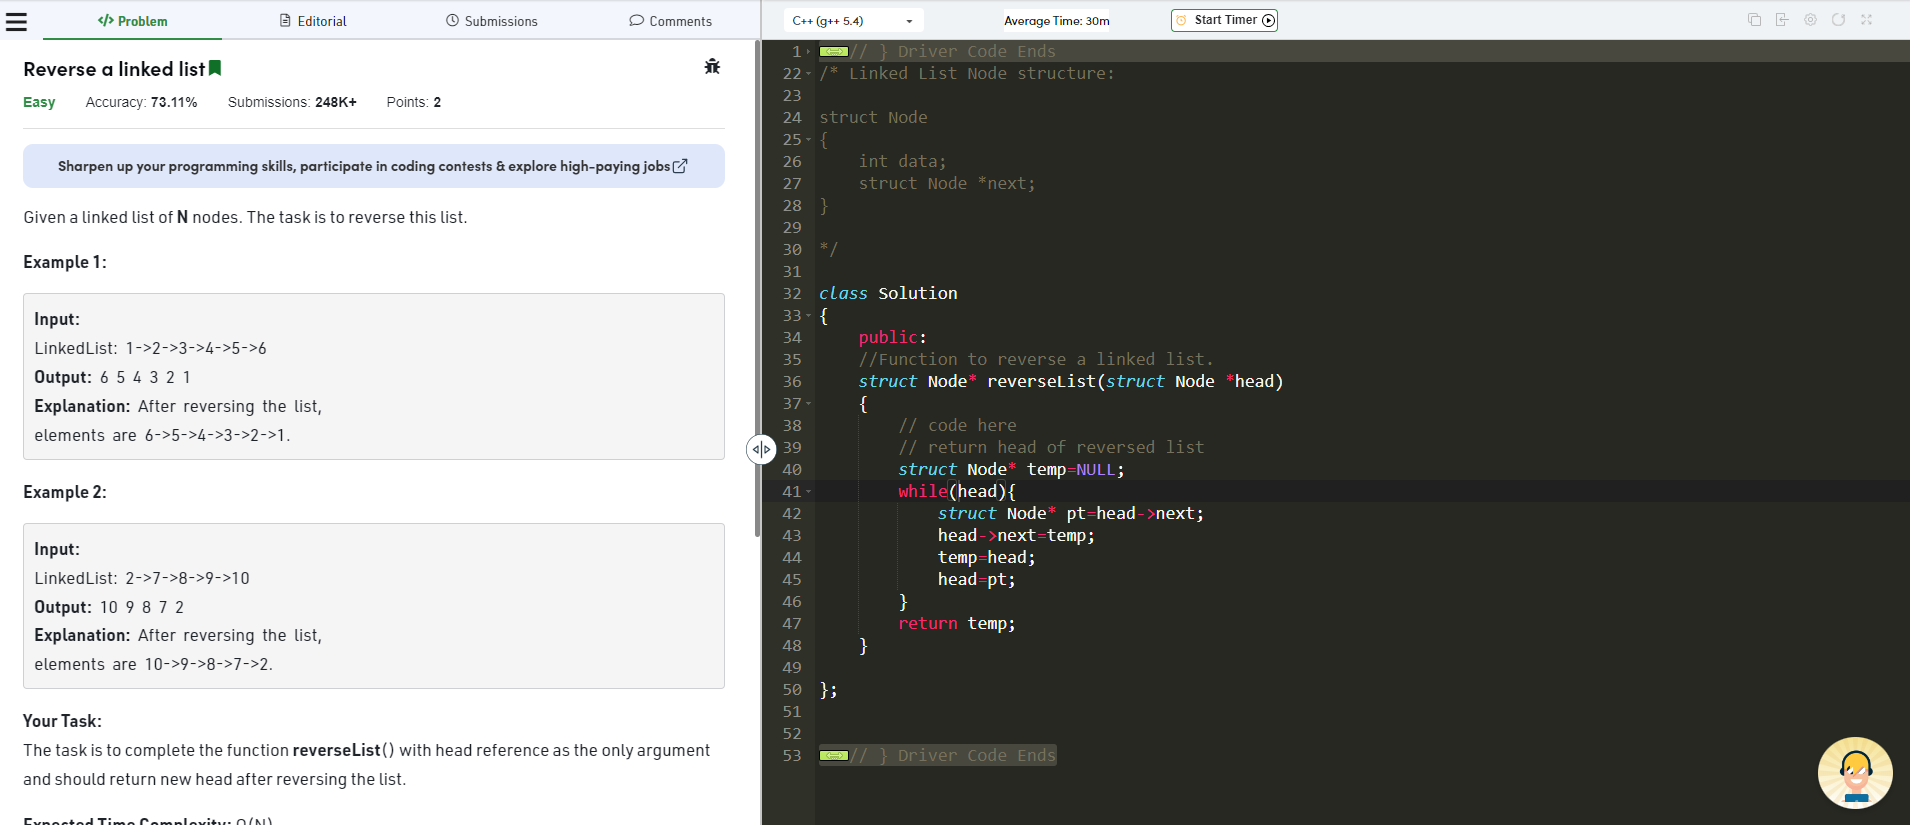 Problem
Editorial
Submissions
Comments
Reverse a linked list
Easy Accuracy: 73.11% Submissions: 248K+ Points: 2
Sharpen up your programming skills, participate in coding contests & explore high-paying jobs
Given a linked list of N nodes. The task is to reverse this list.
Example 1:
Input:
LinkedList: 1->2->3->4->5->6
Output: 6 5 4 3 2 1
Explanation: After reversing the list,
elements are 6->5->4->3->2->1.
Example 2:
Input:
LinkedList: 2->7->8->9->10
Output: 10 9 8 7 2
Explanation: After reversing the list,
elements are 10->9->8->7->2.
Your Task:
The task is to complete the function reverseList() with head reference as the only argument
and should return new head after reversing the list.
Expected Time Complexity: O(N)
C++ (g++ 5.4)
Average Time: 30m
Start Timer
1 // } Driver Code Ends
22 /* Linked List Node structure:
23
24 struct Node
25 {
26     int data;
27     struct Node *next;
28 }
29
30 */
31
32 class Solution
33 {
34     public:
35     //Function to reverse a linked list.
36     struct Node* reverseList(struct Node *head)
37     {
38         // code here
39         // return head of reversed list
40         struct Node* temp=NULL;
41         while(head){
42             struct Node* pt=head->next;
43             head->next=temp;
44             temp=head;
45             head=pt;
46         }
47         return temp;
48     }
49
50 };
51
52
53 // } Driver Code Ends